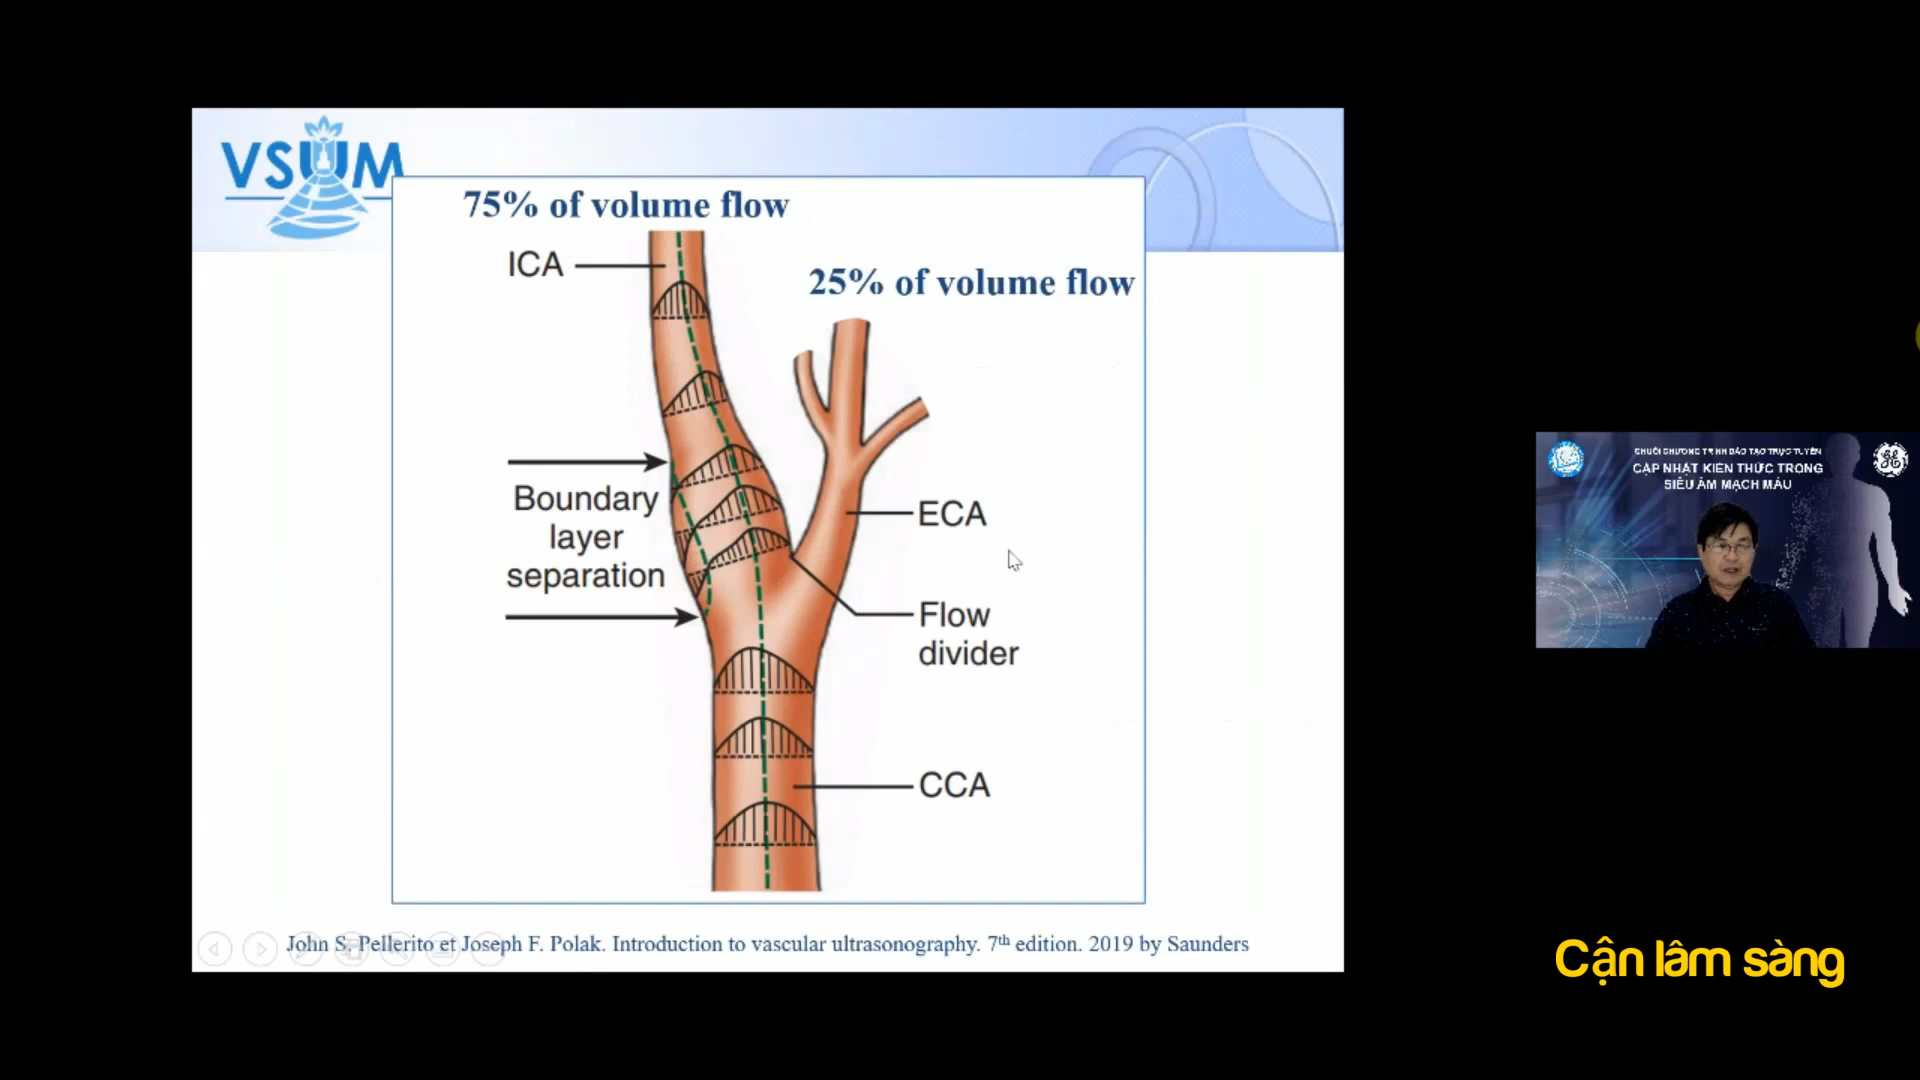 VSUM
75% of volume flow
ICA
25% of volume flow
Boundary
layer
separation
ECA
Flow
divider
CCA
John S. Pellerito et Joseph F. Polak. Introduction to vascular ultrasonography. 7th edition. 2019 by Saunders
CHUỖI CHƯƠNG TRÌNH ĐÀO TẠO TRỰC TUYẾN
CẬP NHẬT KIẾN THỨC TRONG
SIÊU ÂM MẠCH MÁU
Cận lâm sàng